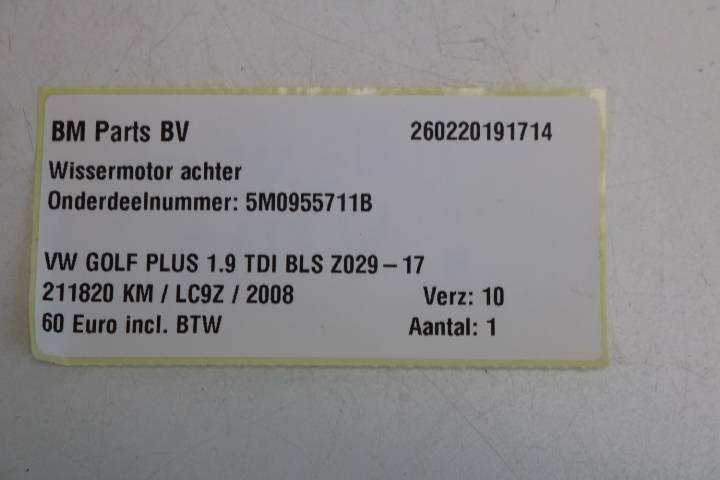 BM Parts BV 260220191714
Wissermotor achter
Onderdeelnummer: 5M0955711B
VW GOLF PLUS 1.9 TDI BLS Z029-17
211820 KM / LC9Z / 2008 Verz: 10
60 Euro incl. BTW Aantal: 1